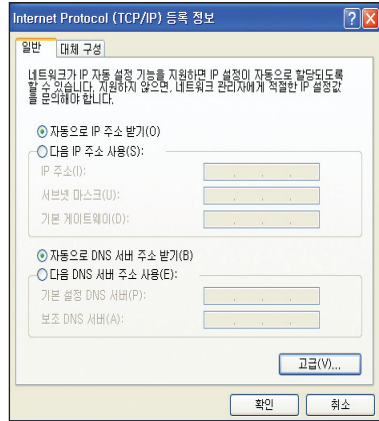 Internet Protocol (TCP/IP) 등록 정보
일반
대체 구성
네트워크가 IP 자동 설정 기능을 지원하면 IP 설정이 자동으로 할당되도록
할 수 있습니다. 지원하지 않으면, 네트워크 관리자에게 적절한 IP 설정값
을 문의해야 합니다.
자동으로 IP 주소 받기(O)
다음 IP 주소 사용(S):
IP 주소(I):
서브넷 마스크(U):
기본 게이트웨이(D):
자동으로 DNS 서버 주소 받기(B)
다음 DNS 서버 주소 사용(E):
기본 설정 DNS 서버(P):
보조 DNS 서버(A):
고급(V)...
확인
취소